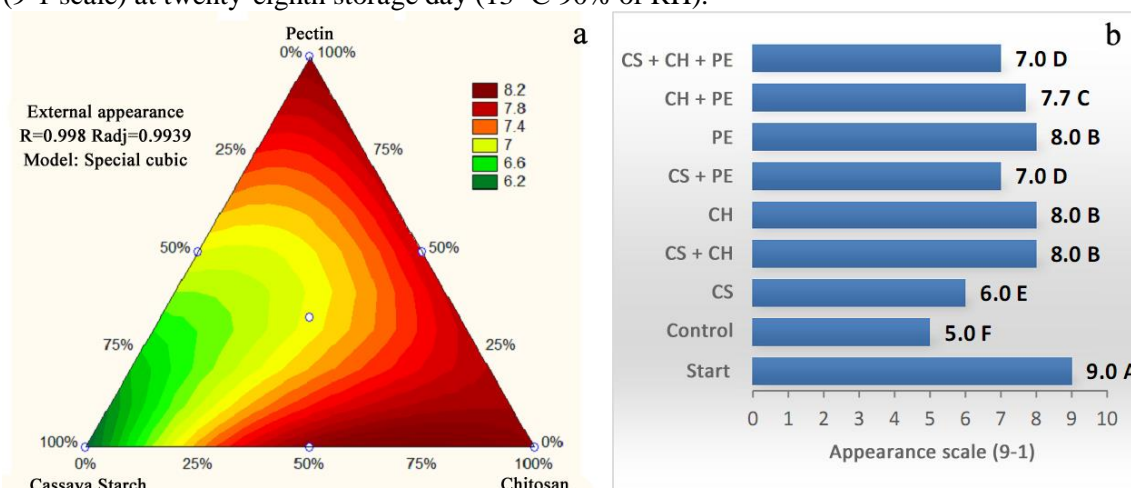 (9-1 scale) at twenty-eighth storage day (13 °C 90% of RH).
a
Pectin
0% 100%
External appearance
R=0.998 Radj=0.9939
Model: Special cubic
8.2
7.8
7.4
7
6.6
6.2
25% 75%
50% 50%
75% 25%
100% 0%
0% 25% 50% 75% 100%
Cassava Starch Chitosan
b
CS + CH + PE 7.0 D
CH + PE 7.7 C
PE 8.0 B
CS + PE 7.0 D
CH 8.0 B
CS + CH 8.0 B
CS 6.0 E
Control 5.0 F
Start 9.0 A
0 1 2 3 4 5 6 7 8 9 10
Appearance scale (9-1)